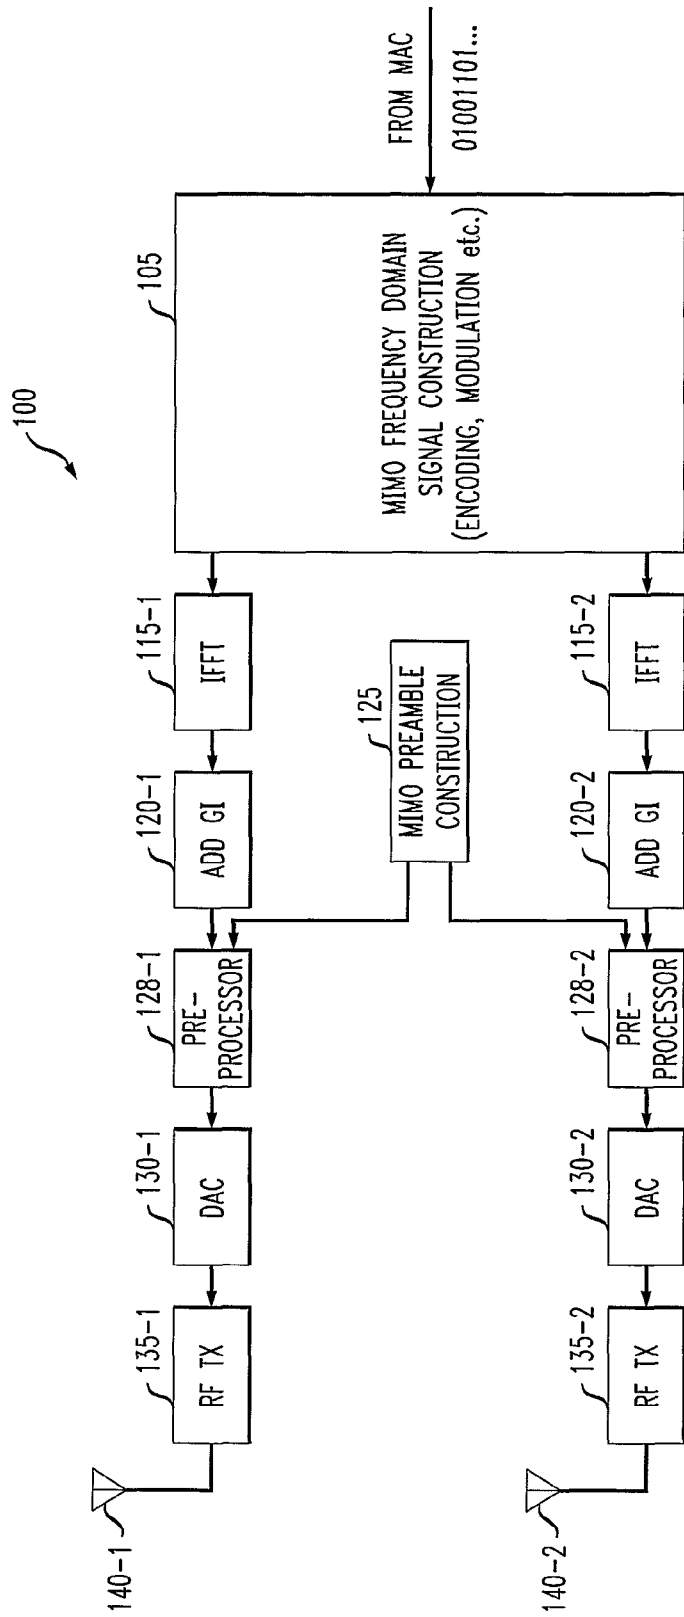 100
140-1
135-1
RF TX
130-1
DAC
128-1
PRE-
PROCESSOR
120-1
ADD GI
115-1
IFFT
105
MIMO FREQUENCY DOMAIN
SIGNAL CONSTRUCTION
(ENCODING, MODULATION etc.)
FROM MAC
01001101...
125
MIMO PREAMBLE
CONSTRUCTION
140-2
135-2
RF TX
130-2
DAC
128-2
PRE-
PROCESSOR
120-2
ADD GI
115-2
IFFT